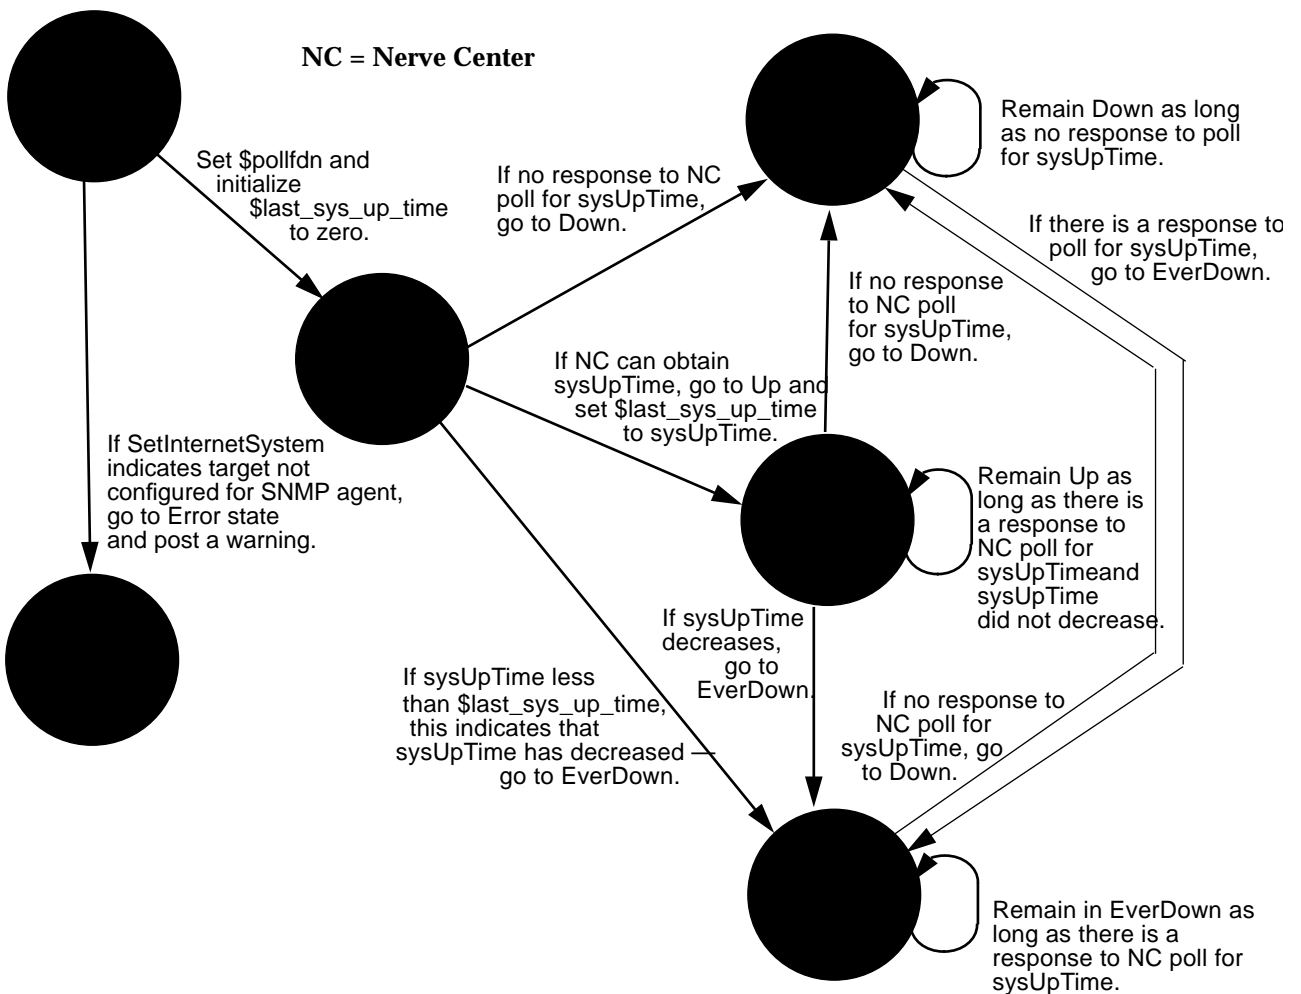 NC = Nerve Center
Set $pollfdn and
initialize
$last_sys_up_time
to zero.
If no response to NC
poll for sysUpTime,
go to Down.
Remain Down as long
as no response to poll
for sysUpTime.
If there is a response to
poll for sysUpTime,
go to EverDown.
If no response
to NC poll
for sysUpTime,
go to Down.
If NC can obtain
sysUpTime, go to Up and
set $last_sys_up_time
to sysUpTime.
If SetInternetSystem
indicates target not
configured for SNMP agent,
go to Error state
and post a warning.
Remain Up as
long as there is
a response to
NC poll for
sysUpTimeand
sysUpTime
did not decrease.
If sysUpTime
decreases,
go to
EverDown.
If sysUpTime less
than $last_sys_up_time,
this indicates that
sysUpTime has decreased —
go to EverDown.
If no response to
NC poll for
sysUpTime, go
to Down.
Remain in EverDown as
long as there is a
response to NC poll for
sysUpTime.